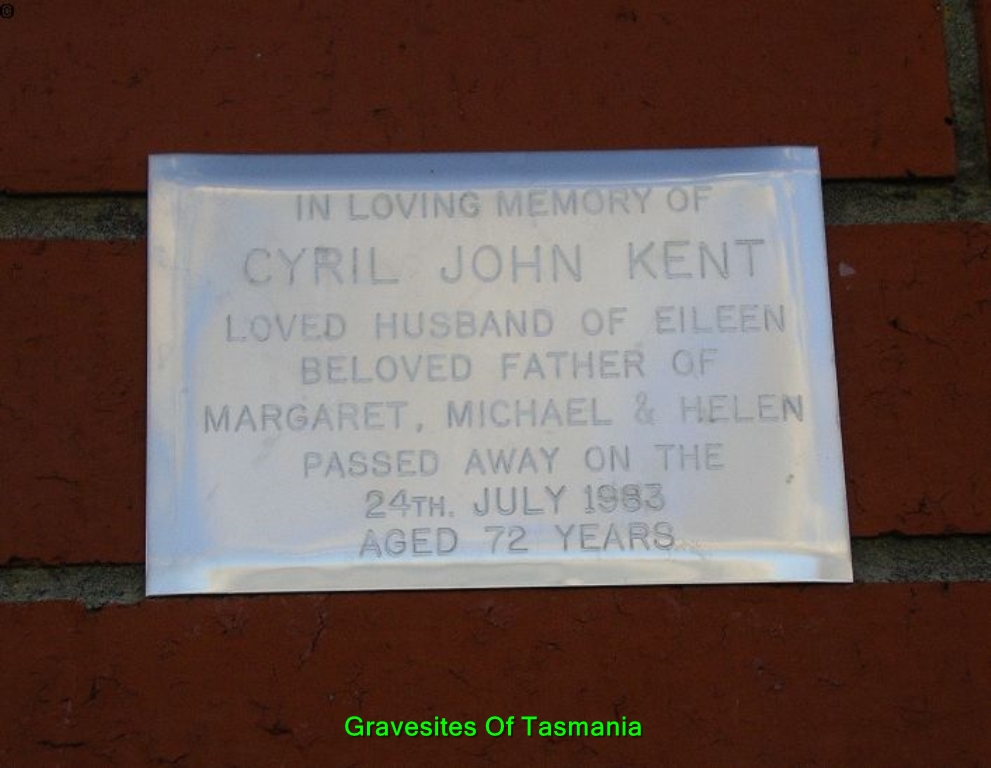 ©
IN LOVING MEMORY OF
CYRIL JOHN KENT
LOVED HUSBAND OF EILEEN
BELOVED FATHER OF
MARGARET, MICHAEL & HELEN
PASSED AWAY ON THE
24TH. JULY 1983
AGED 72 YEARS
Gravesites Of Tasmania